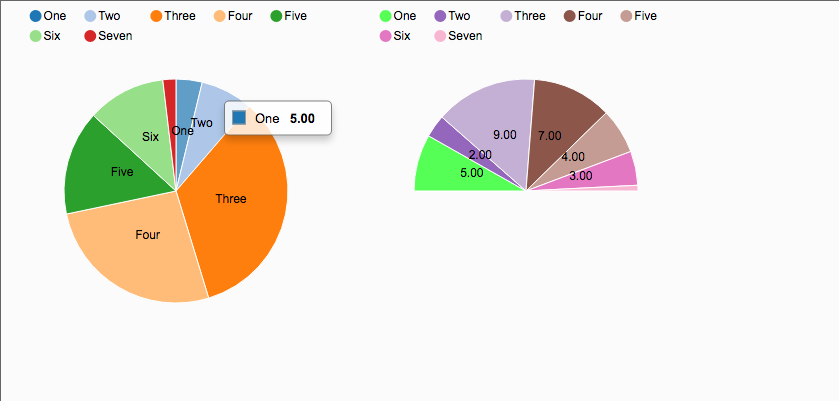 One Two Three Four Five
Six Seven
One Two Three Four Five
Six Seven
One 5.00
Two
One
Six
Five
Three
Four
9.00 7.00
2.00 4.00
5.00 3.00